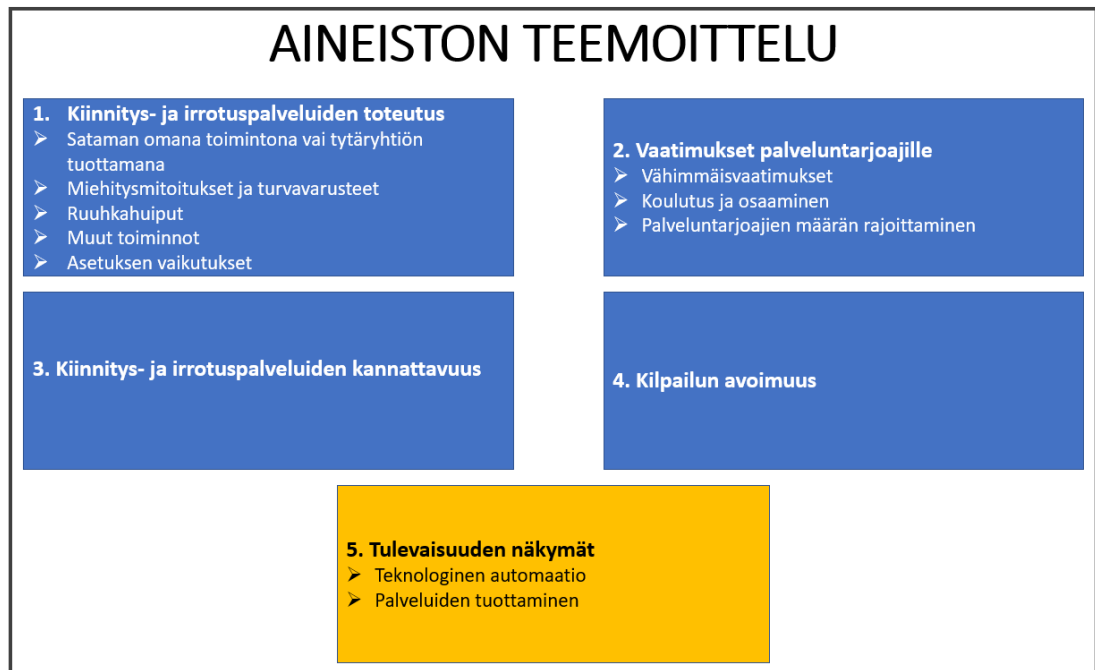 AINEISTON TEEMOITTELU
1. Kiinnitys- ja irrotuspalveluiden toteutus
➢ Sataman omana toimintona vai tytäryhtiön
tuottamana
➢ Miehitysmitoitukset ja turvavarusteet
➢ Ruuhkahuiput
➢ Muut toiminnot
➢ Asetuksen vaikutukset
2. Vaatimukset palveluntarjoajille
➢ Vähimmäisvaatimukset
➢ Koulutus ja osaaminen
➢ Palveluntarjoajien määrän rajoittaminen
3. Kiinnitys- ja irrotuspalveluiden kannattavuus
4. Kilpailun avoimuus
5. Tulevaisuuden näkymät
➢ Teknologinen automaatio
➢ Palveluiden tuottaminen